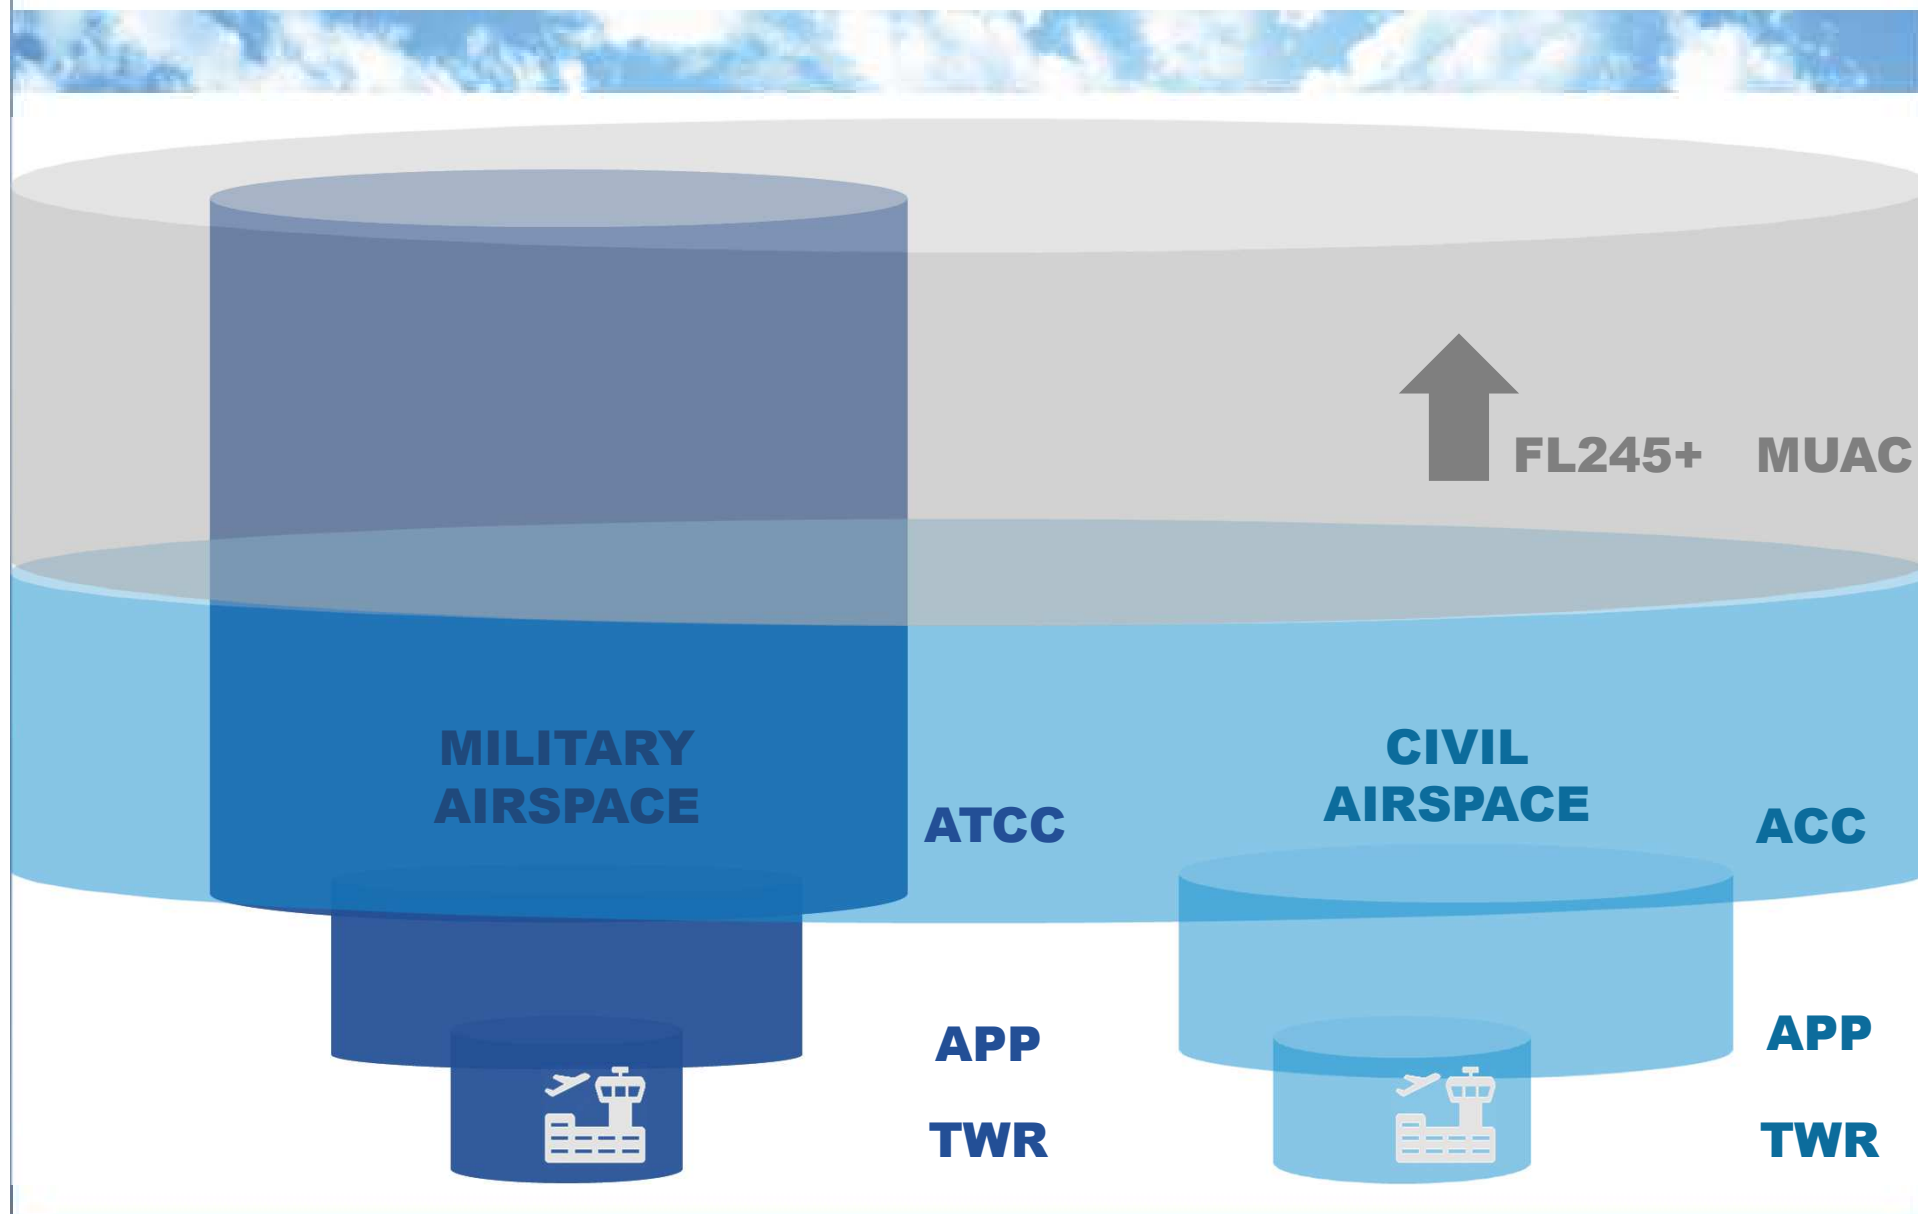 FL245+ MUAC
MILITARY
AIRSPACE
ATCC
CIVIL
AIRSPACE
ACC
APP
APP
TWR
TWR